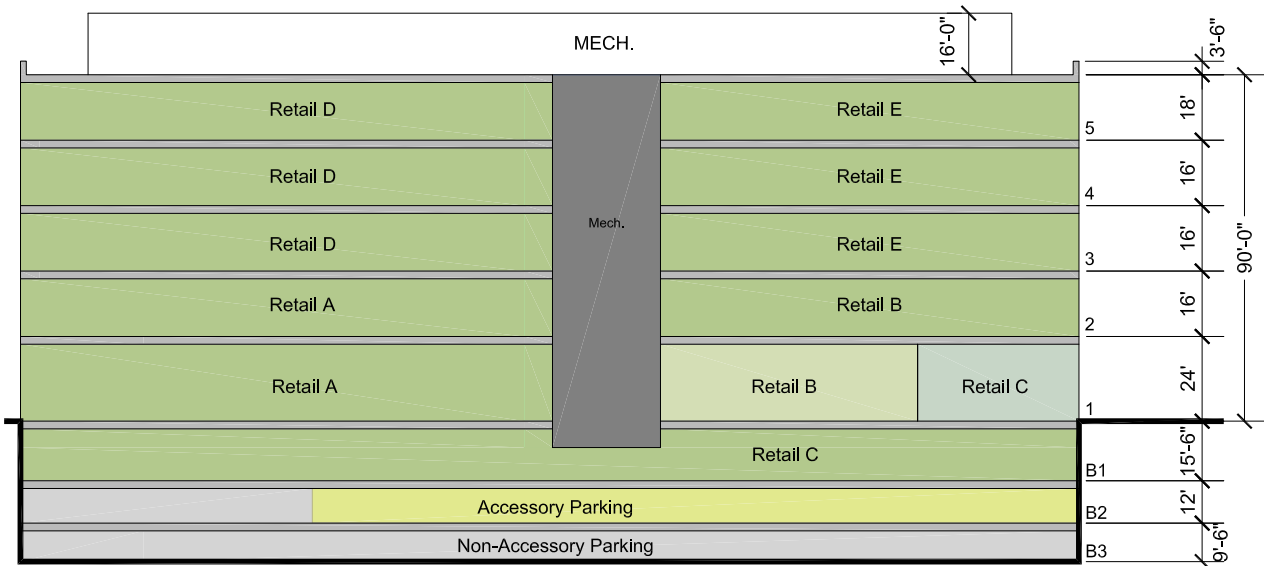 MECH.
16'-0"
3'-6"
Retail D
Retail E
5
18'
Retail D
Retail E
4
16'
Mech.
90'-0"
Retail D
Retail E
3
16'
Retail A
Retail B
2
16'
Retail A
Retail B
Retail C
1
24'
Retail C
B1
15'-6"
Accessory Parking
B2
12'
Non-Accessory Parking
B3
9'-6"